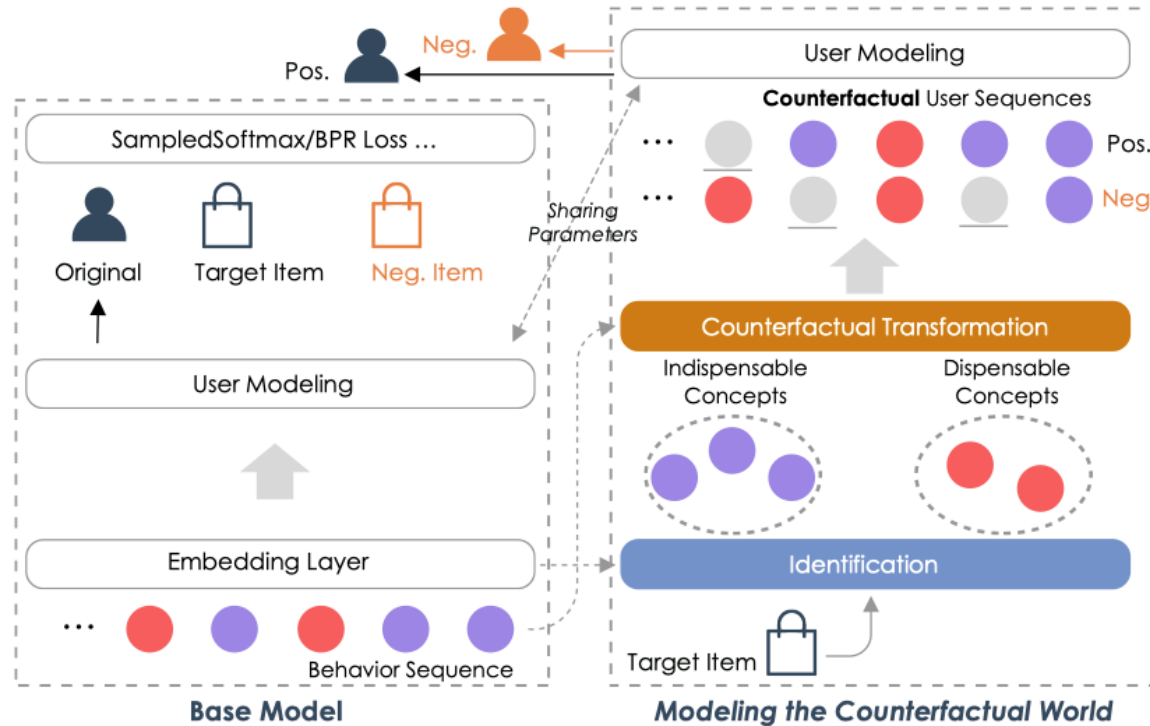 Neg.
Pos.
SampledSoftmax/BPR Loss ...
Original
Target Item
Neg. Item
User Modeling
Embedding Layer
...
Behavior Sequence
Base Model
Sharing
Parameters
User Modeling
Counterfactual User Sequences
... Pos.
... Neg
Counterfactual Transformation
Indispensable
Concepts
Dispensable
Concepts
Identification
Target Item
Modeling the Counterfactual World